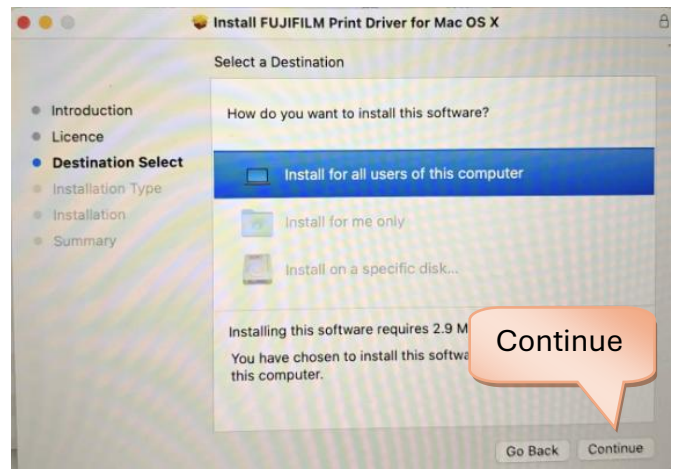 Install FUJIFILM Print Driver for Mac OS X
Select a Destination
Introduction
Licence
Destination Select
Installation Type
Installation
Summary
How do you want to install this software?
Install for all users of this computer
Install for me only
Install on a specific disk...
Installing this software requires 2.9 M
You have chosen to install this softwa
this computer.
Continue
Go Back
Continue